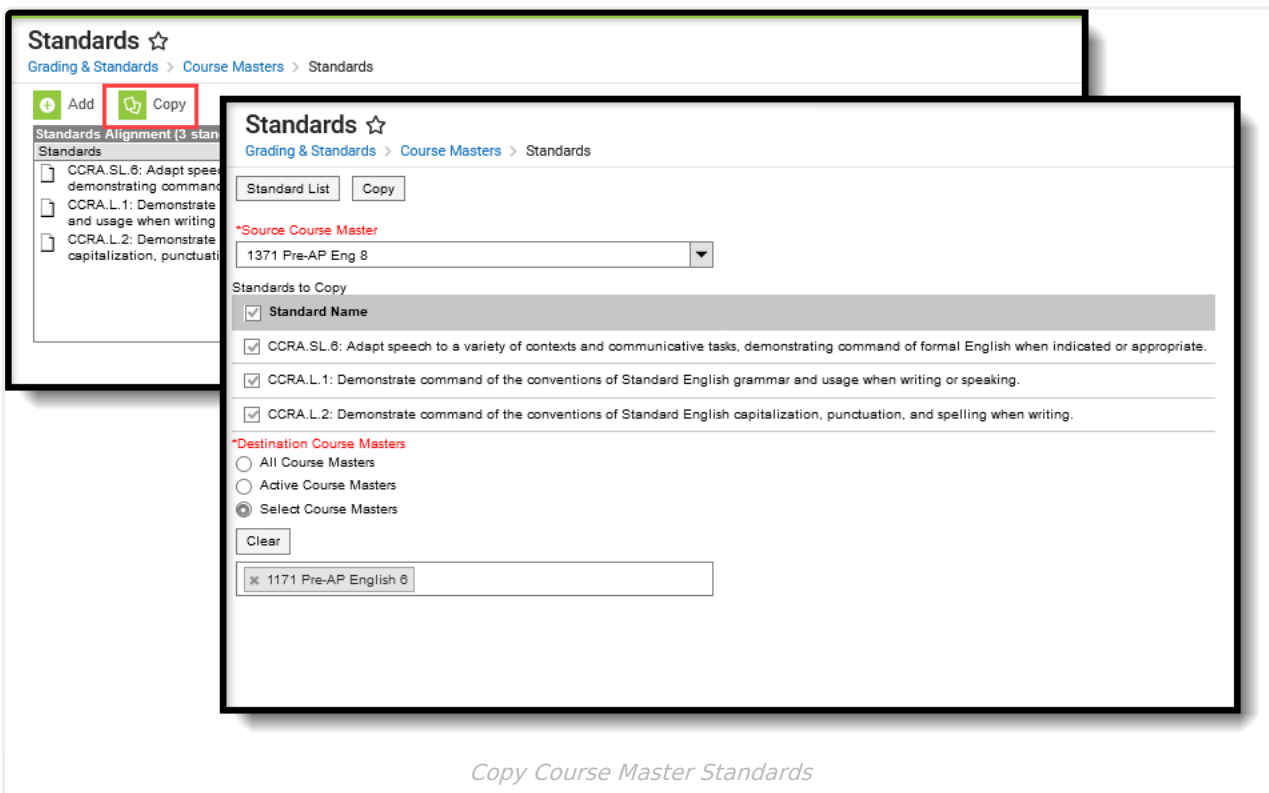 Standards
Grading & Standards > Course Masters > Standards
Add Copy
Standards Alignment (3 stan
Standards
CCRA.SL.6: Adapt spee
demonstrating command
CCRA.L.1: Demonstrate
and usage when writing
CCRA.L.2: Demonstrate
capitalization, punctuati
Standards
Grading & Standards > Course Masters > Standards
Standard List Copy
*Source Course Master
1371 Pre-AP Eng 8
Standards to Copy
Standard Name
CCRA.SL.6: Adapt speech to a variety of contexts and communicative tasks, demonstrating command of formal English when indicated or appropriate.
CCRA.L.1: Demonstrate command of the conventions of Standard English grammar and usage when writing or speaking.
CCRA.L.2: Demonstrate command of the conventions of Standard English capitalization, punctuation, and spelling when writing.
*Destination Course Masters
All Course Masters
Active Course Masters
Select Course Masters
Clear
× 1171 Pre-AP English 6
Copy Course Master Standards